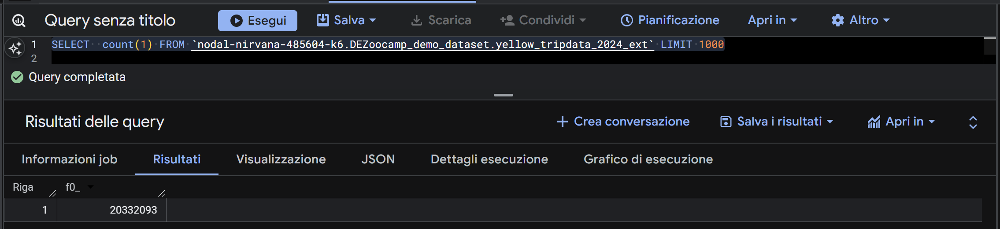 Query senza titolo Esegui Salva Scarica Condividi Pianificazione Apri in Altro
1 SELECT  count(1) FROM `nodal-nirvana-485604-k6.DEZoocamp_demo_dataset.yellow_tripdata_2024_ext` LIMIT 1000
2
Query completata
Risultati delle query Crea conversazione Salva i risultati Apri in
Informazioni job Risultati Visualizzazione JSON Dettagli esecuzione Grafico di esecuzione
Riga f0_
1 20332093